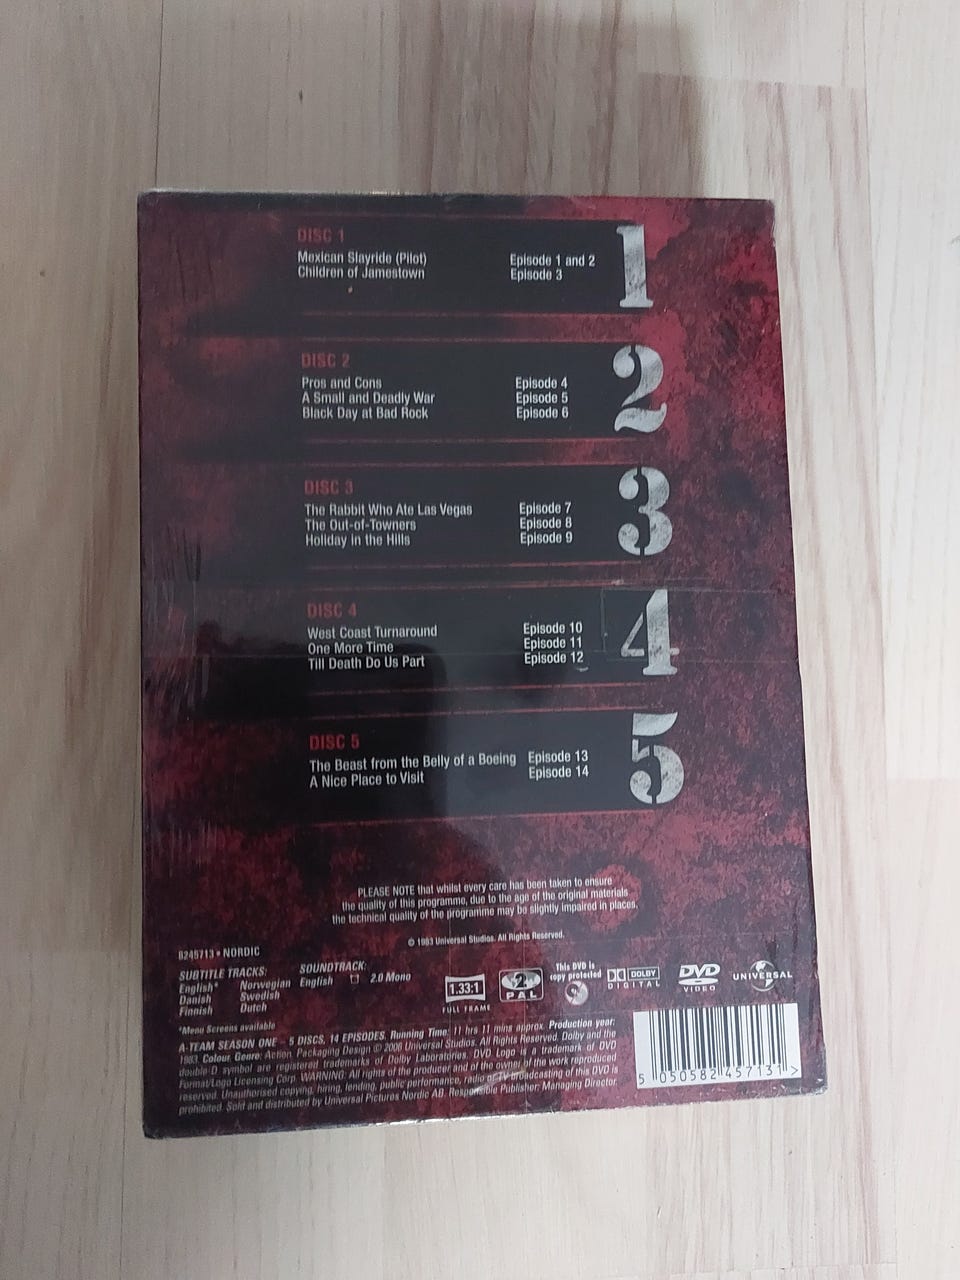 DISC 1
Mexican Slayride (Pilot) Episode 1 and 2
Children of Jamestown Episode 3
1
DISC 2
Pros and Cons Episode 4
A Small and Deadly War Episode 5
Black Day at Bad Rock Episode 6
2
DISC 3
The Rabbit Who Ate Las Vegas Episode 7
The Out-of-Towners Episode 8
Holiday in the Hills Episode 9
3
DISC 4
West Coast Turnaround Episode 10
One More Time Episode 11
Till Death Do Us Part Episode 12
4
DISC 5
The Beast from the Belly of a Boeing Episode 13
A Nice Place to Visit Episode 14
5
PLEASE NOTE that whilst every care has been taken to ensure
the quality of this programme, due to the age of the original materials
the technical quality of the programme may be slightly impaired in places.
© 1983 Universal Studios. All Rights Reserved.
8245713 • NORDIC
SUBTITLE TRACKS:
English* Norwegian
Danish Swedish
Finnish Dutch
*Menu Screens available
SOUNDTRACK:
English 2.0 Mono
1.33:1
FULL FRAME
2
PAL
This DVD is
copy protected
DOLBY
DIGITAL
DVD
VIDEO
UNIVERSAL
A-TEAM SEASON ONE - 5 DISCS, 14 EPISODES. Running Time: 11 hrs 11 mins approx. Production year:
1983. Colour. Genre: Action. Packaging Design © 2006 Universal Studios. All Rights Reserved. Dolby and the
double-D symbol are registered trademarks of Dolby Laboratories. DVD Logo is a trademark of DVD
Format/Logo Licensing Corp. WARNING: All rights of the producer and of the owner of the work reproduced
reserved. Unauthorised copying, hiring, lending, public performance, radio or TV broadcasting of this DVD is
prohibited. Sold and distributed by Universal Pictures Nordic AB. Responsible Publisher: Managing Director.
5 050582 457131 >